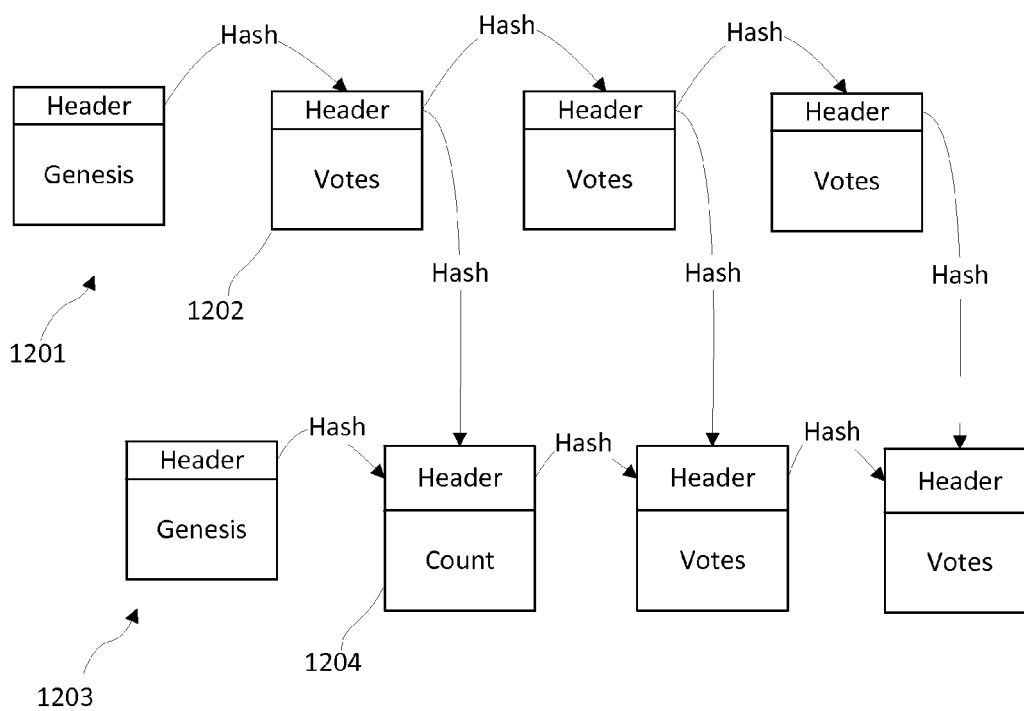 Hash
Hash
Hash
Header
Header
Header
Header
Genesis
Votes
Votes
Votes
Hash
Hash
Hash
1202
1201
Hash
Hash
Hash
Header
Header
Header
Header
Genesis
Count
Votes
Votes
1204
1203